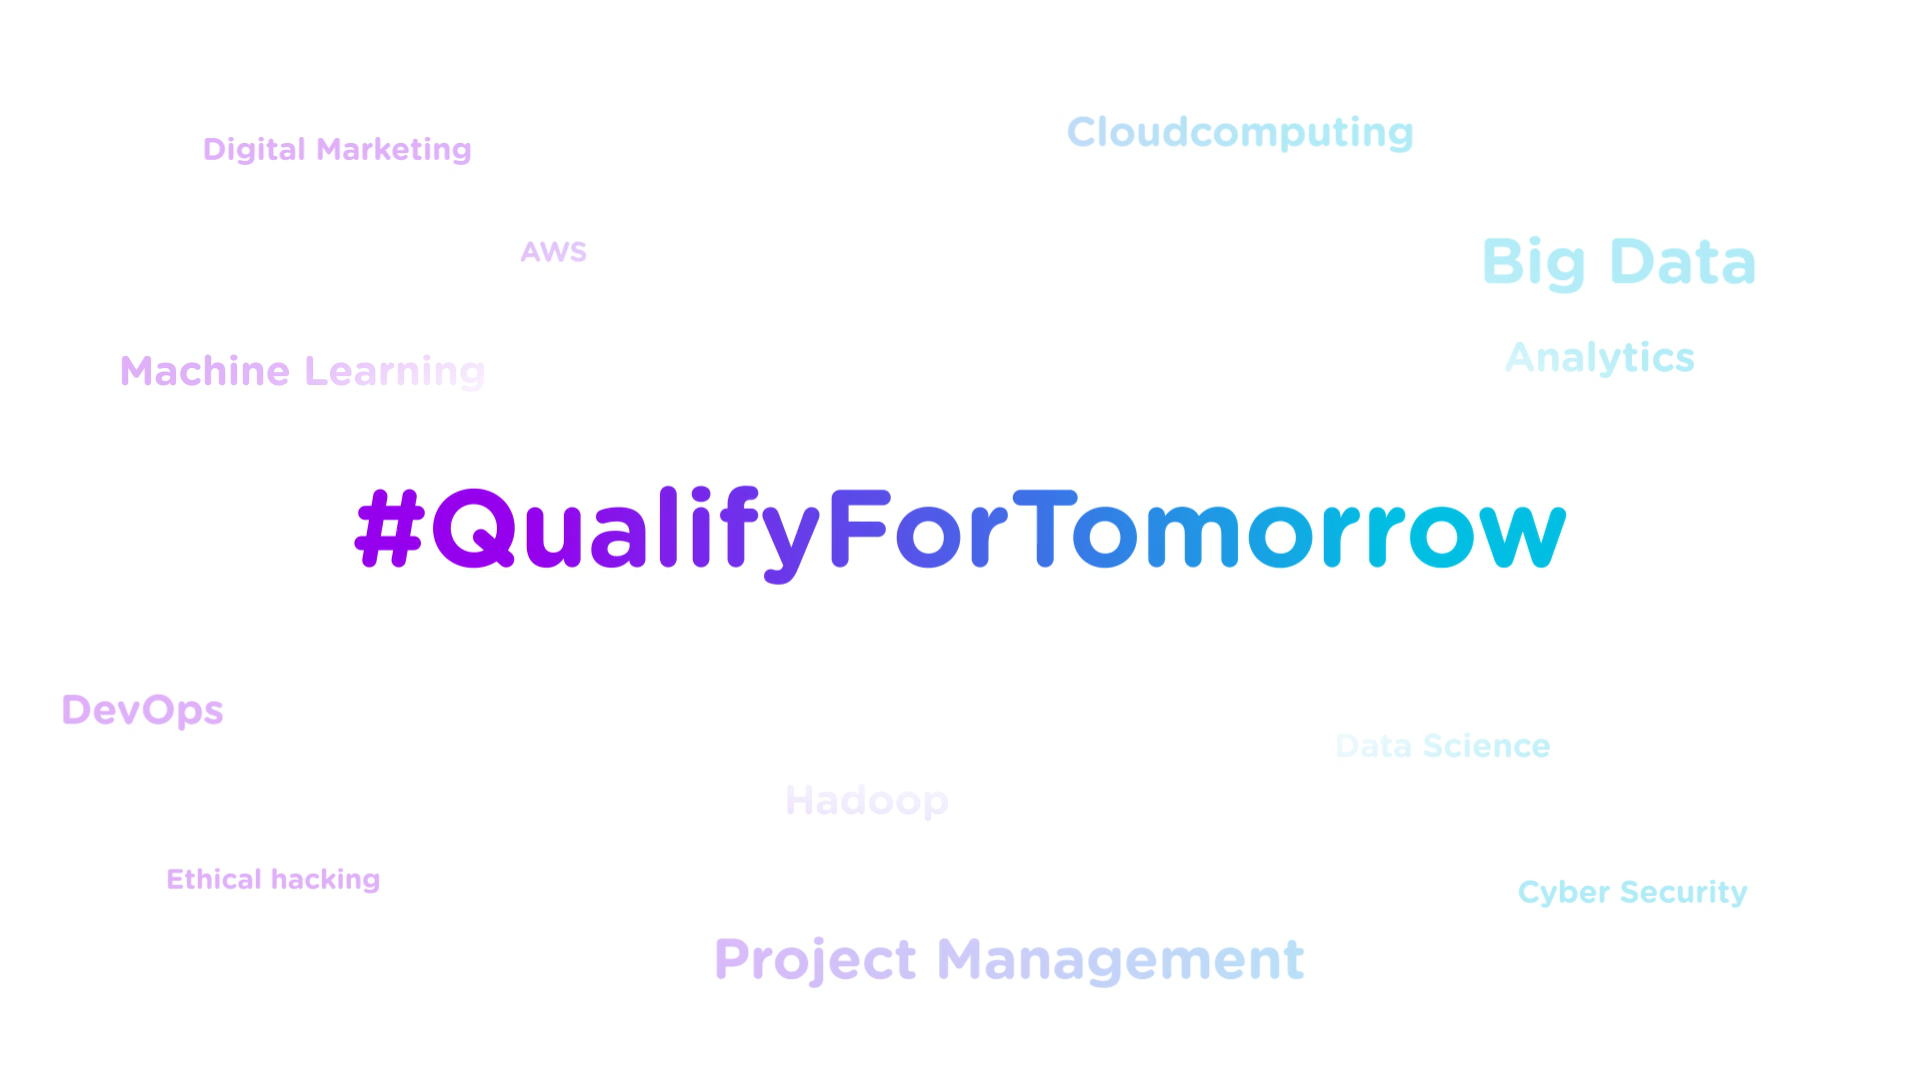 Digital Marketing
Cloudcomputing
AWS
Big Data
Machine Learning
Analytics
#QualifyForTomorrow
DevOps
Data Science
Hadoop
Ethical hacking
Cyber Security
Project Management